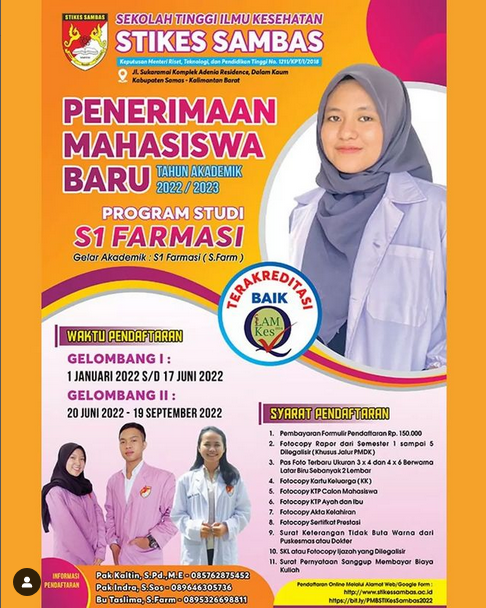 SEKOLAH TINGGI ILMU KESEHATAN
STIKES SAMBAS
Keputusan Menteri Riset, Teknologi, dan Pendidikan Tinggi No. 1211/KPT/I/2018
Jl. Sukaramai Komplek Adenia Residence, Dalam Kaum
Kabupaten Samas - Kalimantan Barat
PENERIMAAN
MAHASISWA
BARU TAHUN AKADEMIK
2022 / 2023
PROGRAM STUDI
S1 FARMASI
Gelar Akademik : S1 Farmasi ( S.Farm )
TERAKREDITASI
BAIK
LAM
Kes
WAKTU PENDAFTARAN
GELOMBANG I :
1 JANUARI 2022 S/D 17 JUNI 2022
GELOMBANG II :
20 JUNI 2022 - 19 SEPTEMBER 2022
SYARAT PENDAFTARAN
1. Pembayaran Formulir Pendaftaran Rp. 150.000
2. Fotocopy Rapor dari Semester 1 sampai 5
Dilegalisir ( Khusus Jalur PMDK )
3. Pas Foto Terbaru Ukuran 3 x 4 dan 4 x 6 Berwarna
Latar Biru Sebanyak 2 Lembar
4. Fotocopy Kartu Keluarga ( KK )
5. Fotocopy KTP Calon Mahasiswa
6. Fotocopy KTP Ayah dan Ibu
7. Fotocopy Akta Kelahiran
8. Fotocopy Sertifikat Prestasi
9. Surat Keterangan Tidak Buta Warna dari
Puskesmas atau Dokter
10. SKL atau Fotocopy Ijazah yang Dilegalisir
11. Surat Pernyataan Sanggup Membayar Biaya
Kuliah
INFORMASI
PENDAFTARAN
Pak Kaltin, S.Pd.,M.E - 085762875452
Pak Indra, S.Sos - 089646305736
Bu Taslima, S.Farm - 0895326698811
Pendaftaran Online Melalui Alamat Web/Google Form :
http://www.stikessambas.ac.id
https://bit.ly/PMBSTIKesSambas2022